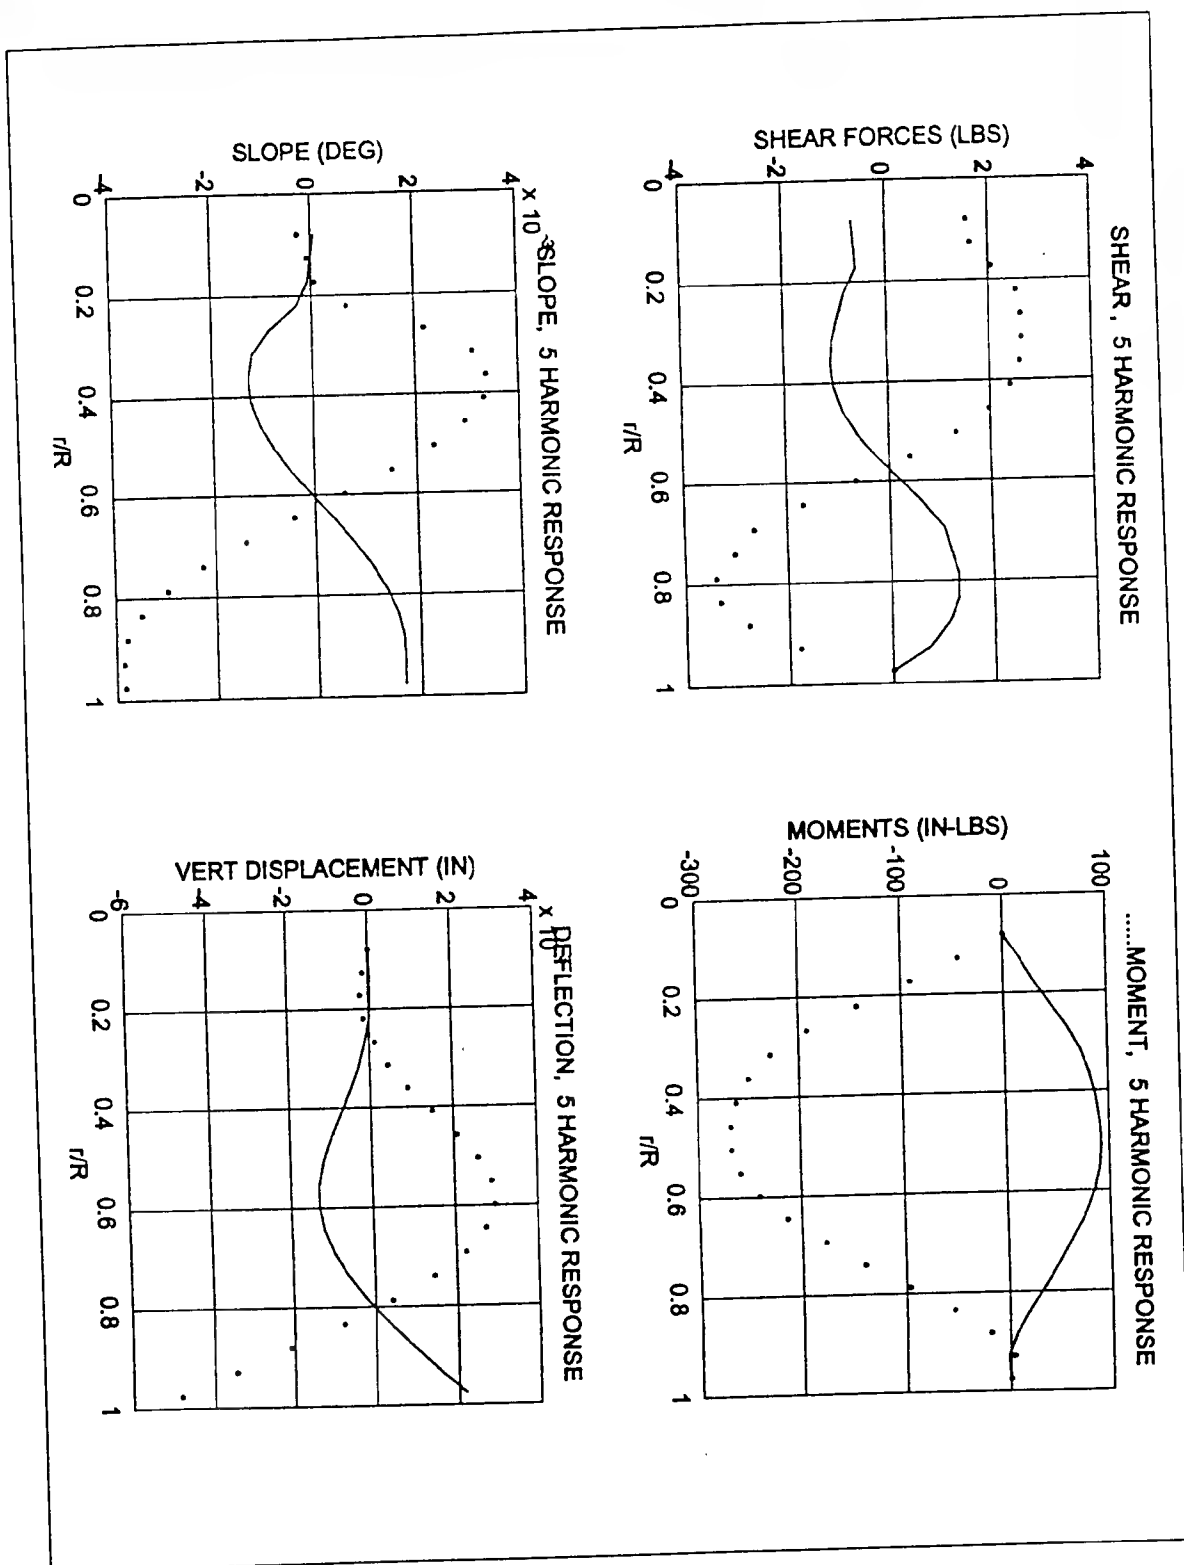 SHEAR, 5 HARMONIC RESPONSE
SHEAR FORCES (LBS)
4
2
0
-2
-4
0 0.2 0.4 0.6 0.8 1
r/R
.....MOMENT, 5 HARMONIC RESPONSE
MOMENTS (IN-LBS)
100
0
-100
-200
-300
0 0.2 0.4 0.6 0.8 1
r/R
x 10 -3 SLOPE, 5 HARMONIC RESPONSE
SLOPE (DEG)
4
2
0
-2
-4
0 0.2 0.4 0.6 0.8 1
r/R
x 10 DEFLECTION, 5 HARMONIC RESPONSE
VERT DISPLACEMENT (IN)
4
2
0
-2
-4
-6
0 0.2 0.4 0.6 0.8 1
r/R